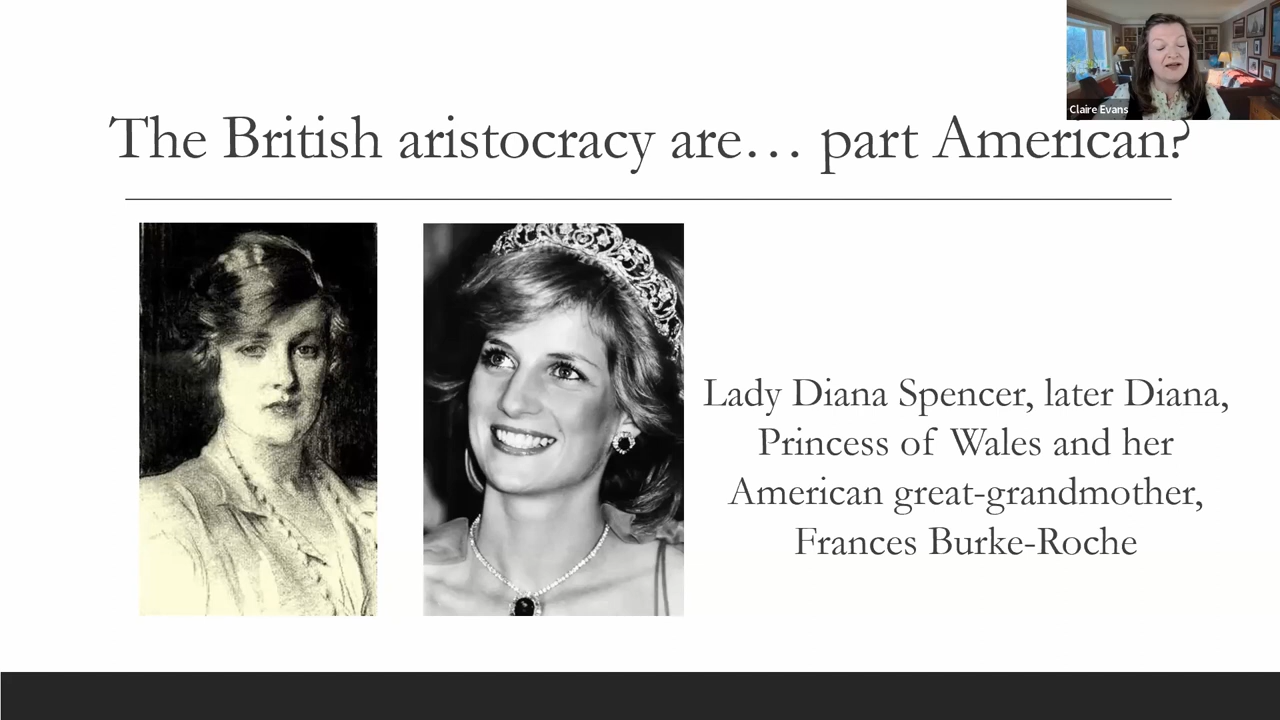 Claire Evans
The British aristocracy are… part American?
Lady Diana Spencer, later Diana,
Princess of Wales and her
American great-grandmother,
Frances Burke-Roche